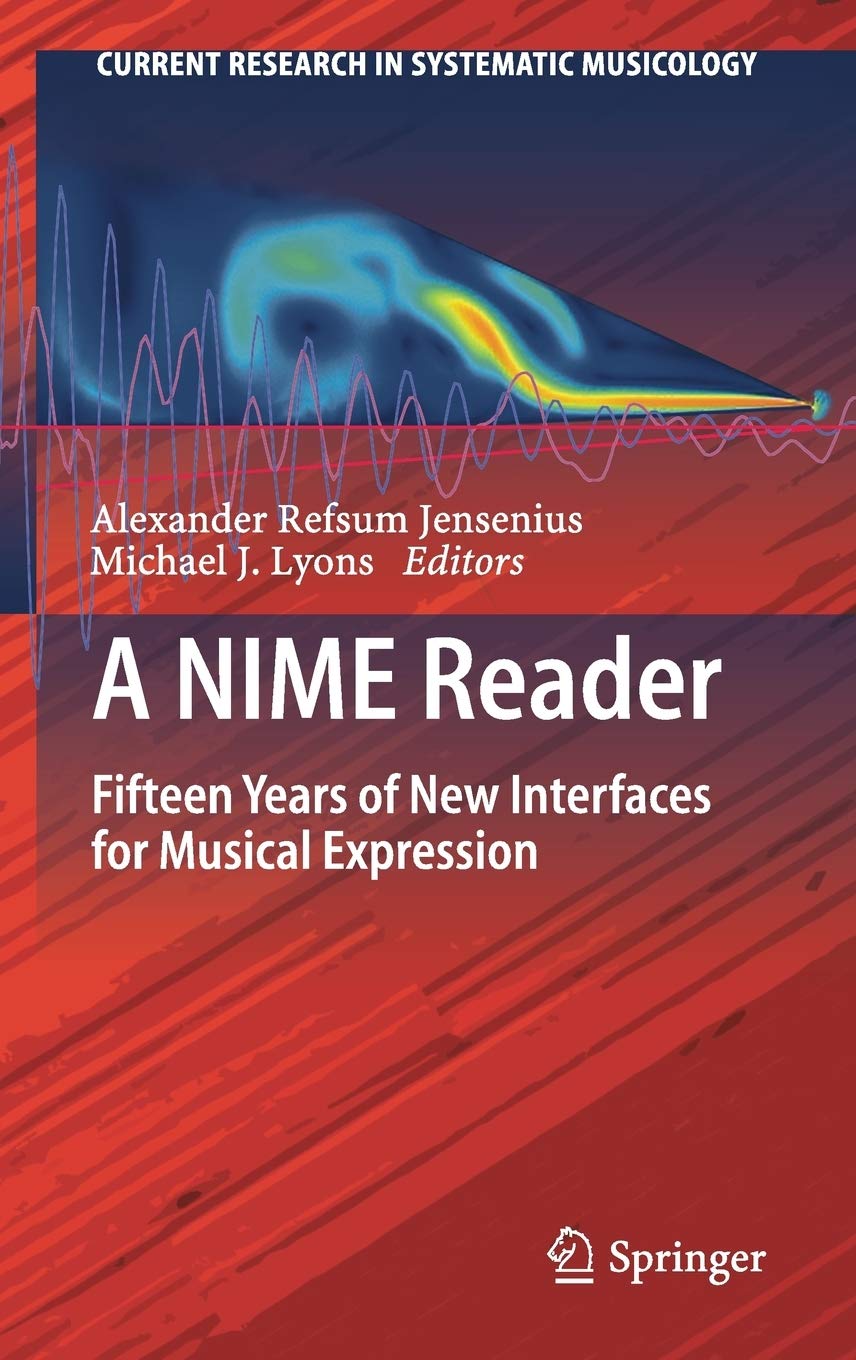 CURRENT RESEARCH IN SYSTEMATIC MUSICOLOGY
Alexander Refsum Jensenius
Michael J. Lyons Editors
A NIME Reader
Fifteen Years of New Interfaces
for Musical Expression
Springer